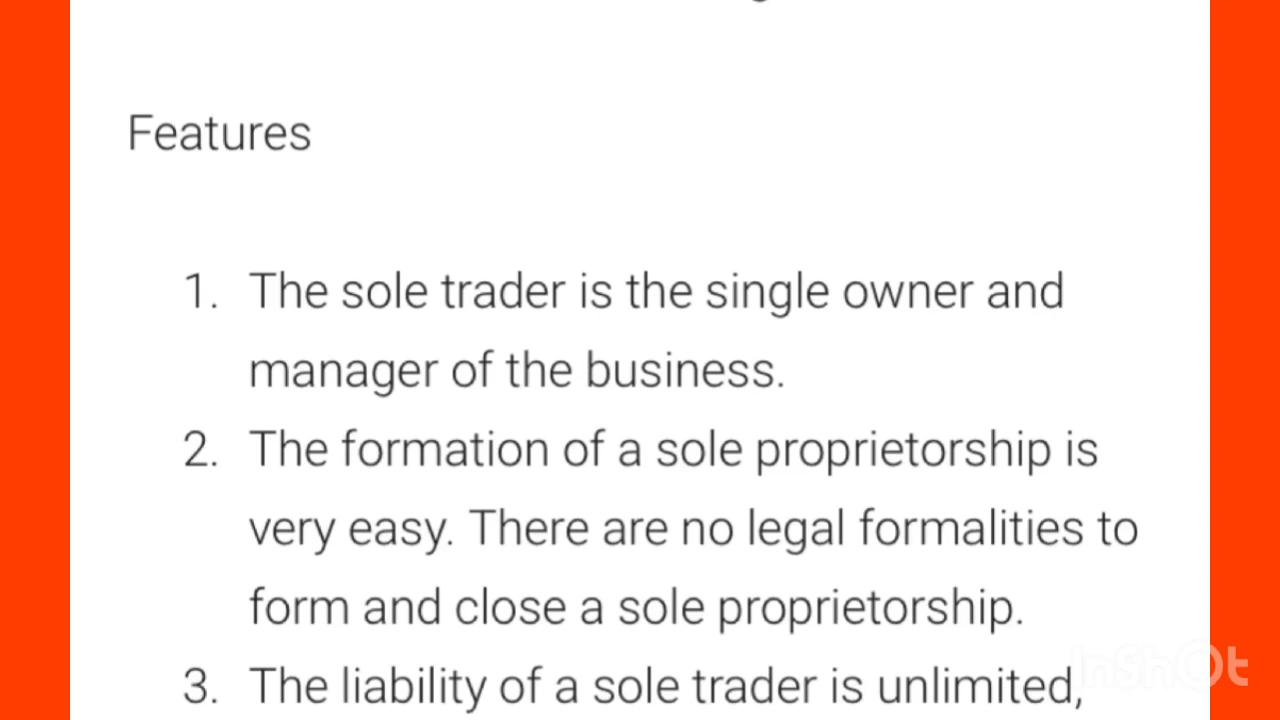 Features
1. The sole trader is the single owner and
manager of the business.
2. The formation of a sole proprietorship is
very easy. There are no legal formalities to
form and close a sole proprietorship.
3. The liability of a sole trader is unlimited,
InShOt